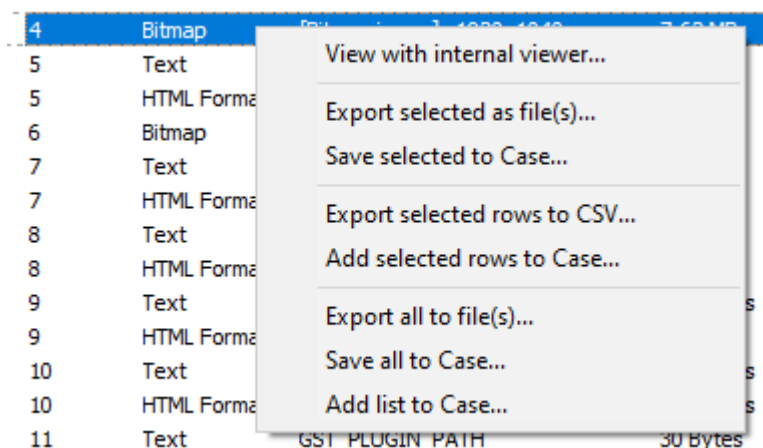 4 Bitmap
View with internal viewer...
5 Text
5 HTML Forma
Export selected as file(s)...
6 Bitmap
Save selected to Case...
7 Text
7 HTML Forma
Export selected rows to CSV...
8 Text
Add selected rows to Case...
8 HTML Forma
9 Text s
Export all to file(s)...
9 HTML Forma
Save all to Case...
10 Text s
10 HTML Forma s
Add list to Case...
11 Text GST_PLUGIN_PATH 30 Bytes